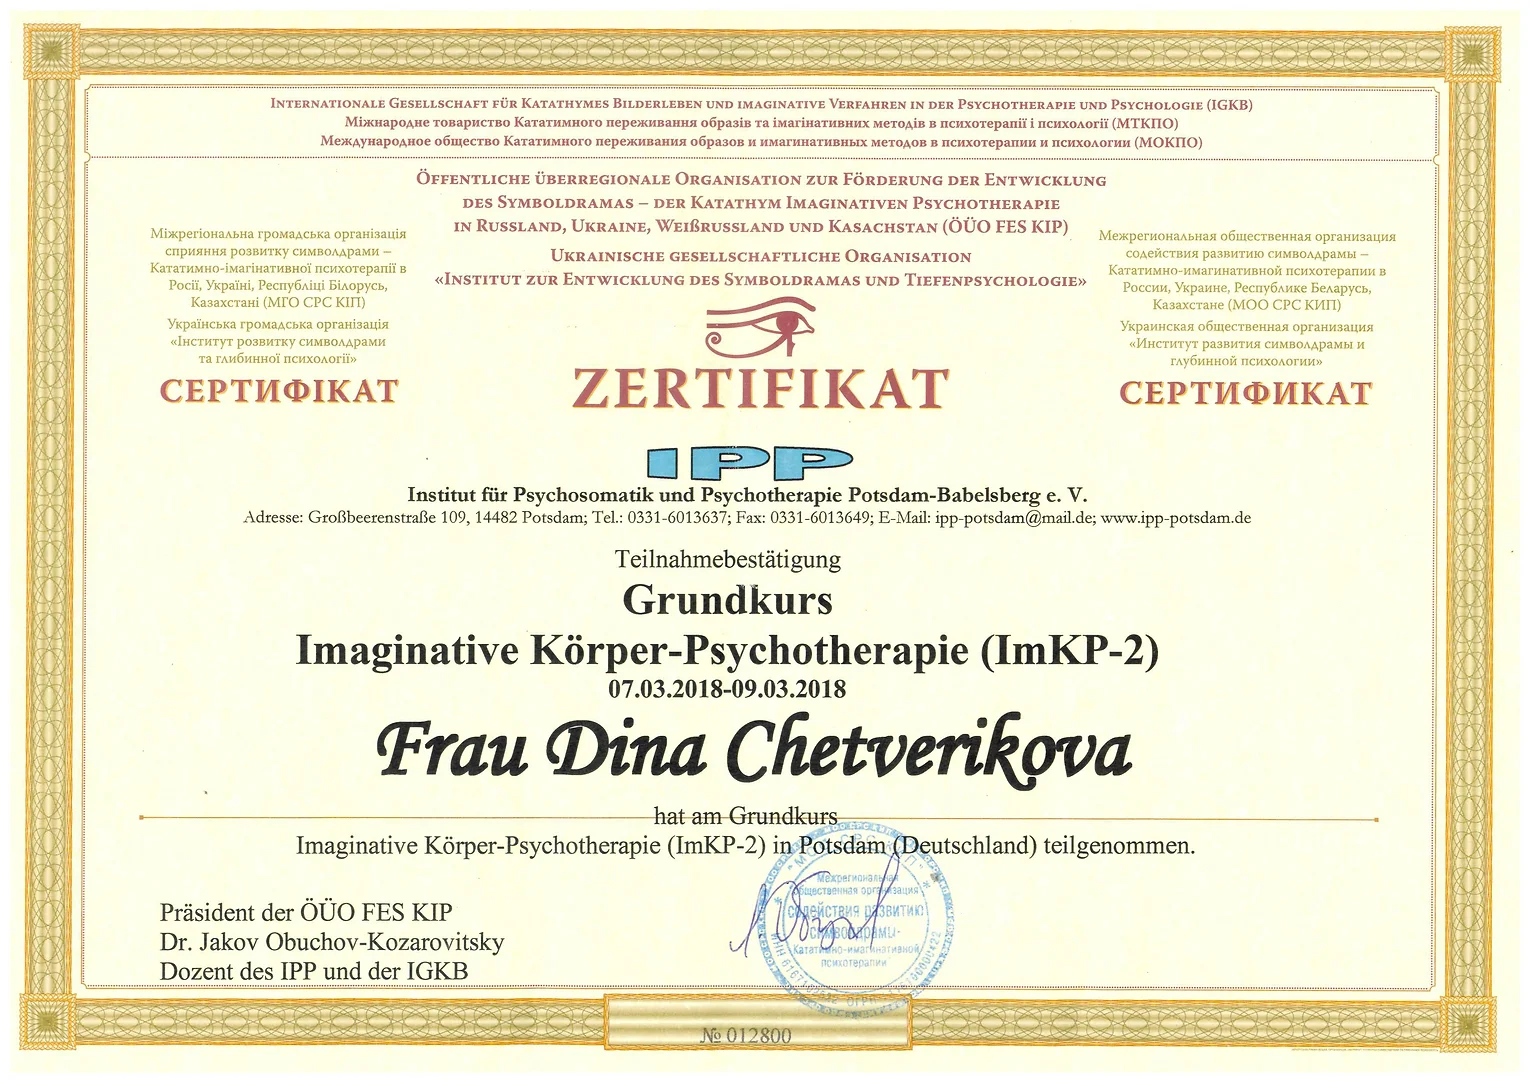 Internationale Gesellschaft für Katathymes Bilderleben und imaginative Verfahren in der Psychotherapie und Psychologie (IGKB)
Міжнародне товариство Кататимного переживання образів та імагінативних методів в психотерапії і психології (МТКПО)
Международное общество Кататимного переживания образов и имагинативных методов в психотерапии и психологии (МОКПО)
Öffentliche überregionale Organisation zur Förderung der Entwicklung
des Symboldramas – der Katathym Imaginativen Psychotherapie
in Russland, Ukraine, Weißrussland und Kasachstan (ÖÜO FES KIP)
Ukrainische gesellschaftliche Organisation
«Institut zur Entwicklung des Symboldramas und Tiefenpsychologie»
ZERTIFIKAT
Міжрегіональна громадська організація
сприяння розвитку символдрами –
Кататимно-імагінативної психотерапії в
Росії, Україні, Республіці Білорусь,
Казахстані (МГО СРС КІП)
Українська громадська організація
«Інститут розвитку символдрами
та глибинної психології»
СЕРТИФІКАТ
Межрегиональная общественная организация
содействия развитию символдрамы –
Кататимно-имагинативной психотерапии в
России, Украине, Республике Беларусь,
Казахстане (МОО СРС КИП)
Украинская общественная организация
«Институт развития символдрамы и
глубинной психологии»
СЕРТИФИКАТ
IPP
Institut für Psychosomatik und Psychotherapie Potsdam-Babelsberg e. V.
Adresse: Großbeerenstraße 109, 14482 Potsdam; Tel.: 0331-6013637; Fax: 0331-6013649; E-Mail: ipp-potsdam@mail.de; www.ipp-potsdam.de
Teilnahmebestätigung
Grundkurs
Imaginative Körper-Psychotherapie (ImKP-2)
07.03.2018-09.03.2018
Frau Dina Chetverikova
hat am Grundkurs
Imaginative Körper-Psychotherapie (ImKP-2) in Potsdam (Deutschland) teilgenommen.
Präsident der ÖÜO FES KIP
Dr. Jakov Obuchov-Kozarovitsky
Dozent des IPP und der IGKB
Межрегиональная
общественная организация
содействия развитию
символдрамы-
Кататимно-имагинативной
психотерапии
№ 012800